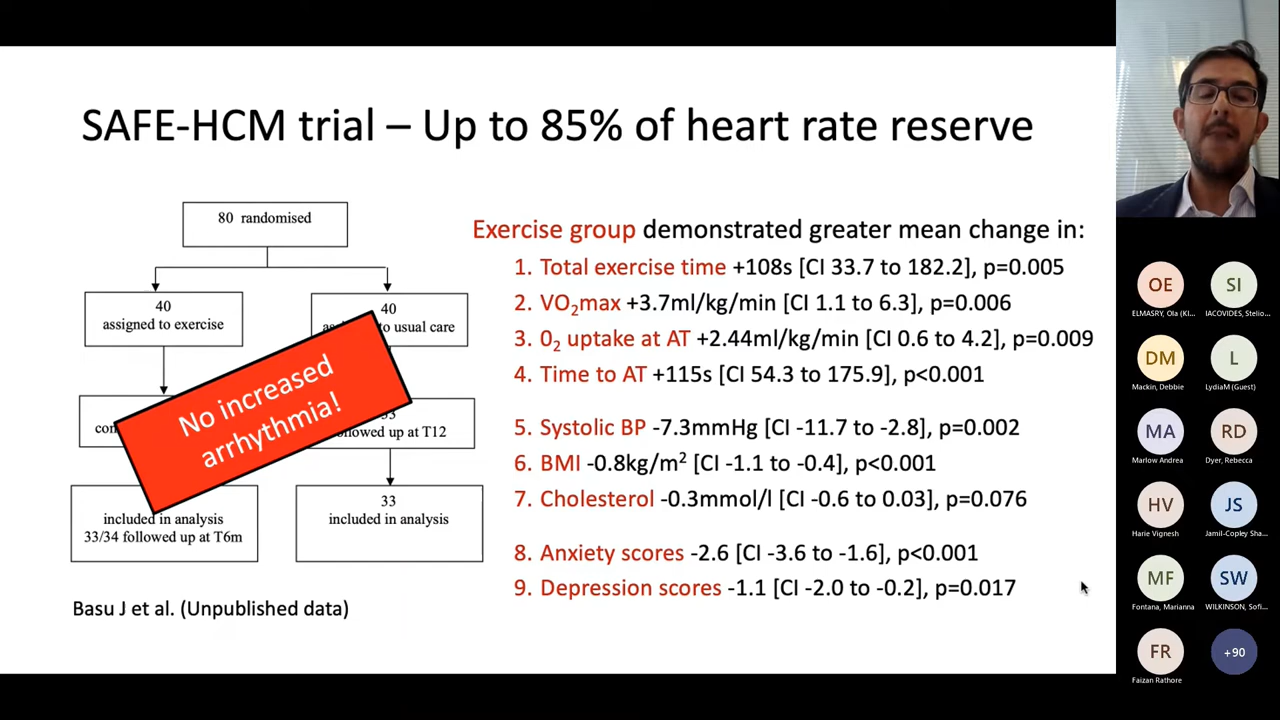 SAFE-HCM trial – Up to 85% of heart rate reserve
80 randomised
40
assigned to exercise
40
to usual care
33
followed up at T12
included in analysis
33/34 followed up at T6m
33
included in analysis
No increased
arrhythmia!
Basu J et al. (Unpublished data)
Exercise group demonstrated greater mean change in:
1. Total exercise time +108s [CI 33.7 to 182.2], p=0.005
2. VO₂max +3.7ml/kg/min [CI 1.1 to 6.3], p=0.006
3. 0₂ uptake at AT +2.44ml/kg/min [CI 0.6 to 4.2], p=0.009
4. Time to AT +115s [CI 54.3 to 175.9], p<0.001
5. Systolic BP -7.3mmHg [CI -11.7 to -2.8], p=0.002
6. BMI -0.8kg/m² [CI -1.1 to -0.4], p<0.001
7. Cholesterol -0.3mmol/l [CI -0.6 to 0.03], p=0.076
8. Anxiety scores -2.6 [CI -3.6 to -1.6], p<0.001
9. Depression scores -1.1 [CI -2.0 to -0.2], p=0.017
OE SI
ELMASRY, Ola (KI... IACOVIDES, Stelio...
DM L
Mackin, Debbie LydiaM (Guest)
MA RD
Marlow Andrea Dyer, Rebecca
HV JS
Harie Vignesh Jamil-Copley Sha...
MF SW
Fontana, Marianna WILKINSON, Sofi...
FR +90
Faizan Rathore